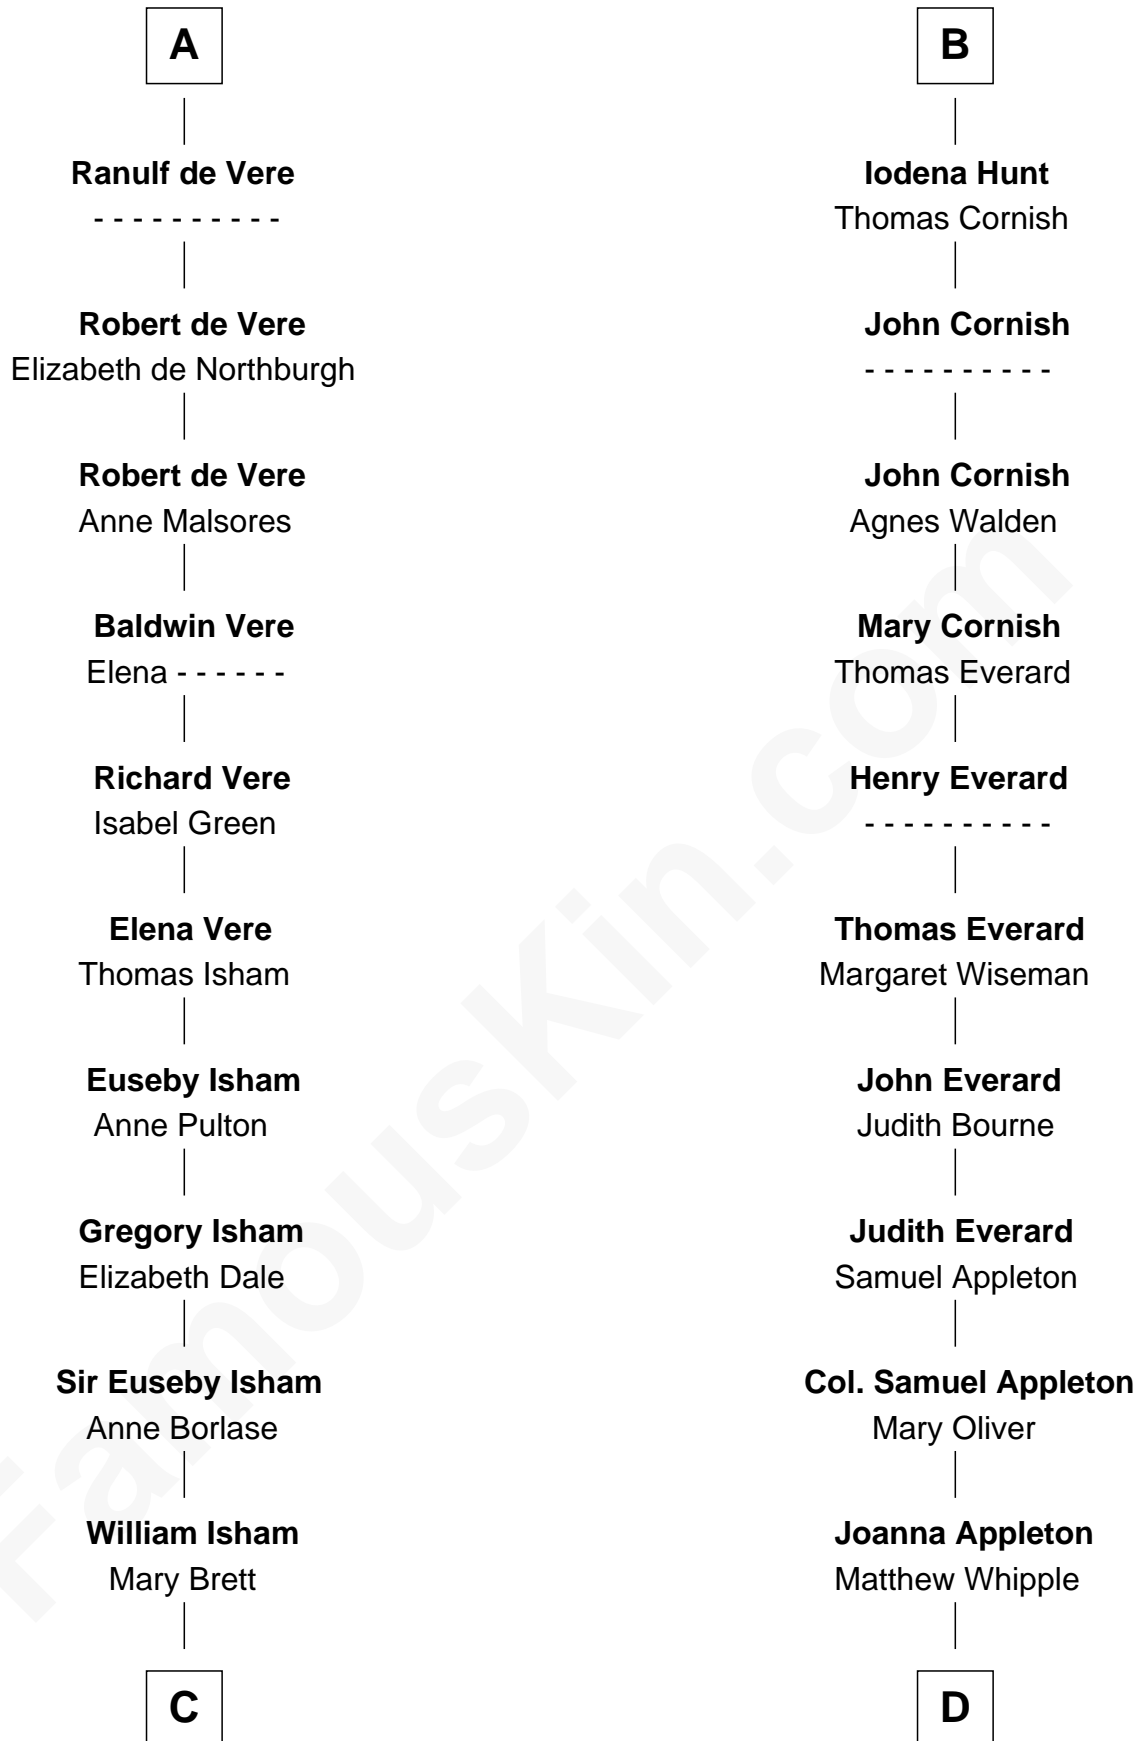 A
Ranulf de Vere
- - - - - - - - - -
Robert de Vere
Elizabeth de Northburgh
Robert de Vere
Anne Malsores
Baldwin Vere
Elena - - - - - -
Richard Vere
Isabel Green
Elena Vere
Thomas Isham
Euseby Isham
Anne Pulton
Gregory Isham
Elizabeth Dale
Sir Euseby Isham
Anne Borlase
William Isham
Mary Brett
C
B
Iodena Hunt
Thomas Cornish
John Cornish
- - - - - - - - - -
John Cornish
Agnes Walden
Mary Cornish
Thomas Everard
Henry Everard
- - - - - - - - - -
Thomas Everard
Margaret Wiseman
John Everard
Judith Bourne
Judith Everard
Samuel Appleton
Col. Samuel Appleton
Mary Oliver
Joanna Appleton
Matthew Whipple
D
FamousKin.com